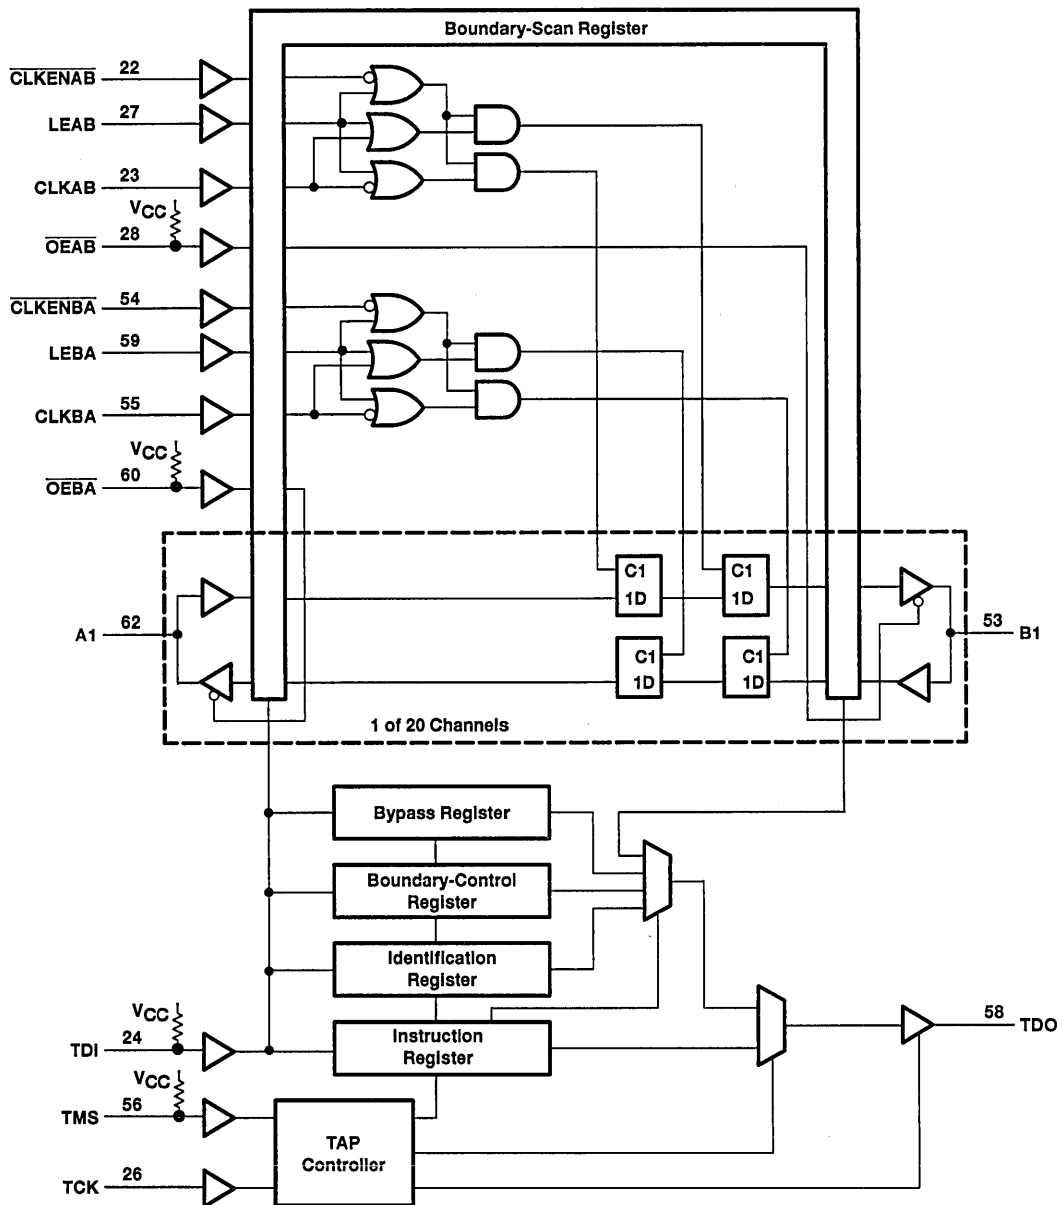 Boundary-Scan Register
CLKENAB 22
LEAB 27
CLKAB 23
VCC
OEAB 28
CLKENBA 54
LEBA 59
CLKBA 55
VCC
OEBA 60
C1
1D
C1
1D
A1 62
53 B1
C1
1D
C1
1D
1 of 20 Channels
Bypass Register
Boundary-Control
Register
Identification
Register
VCC
TDI 24
Instruction
Register
58 TDO
VCC
TMS 56
TAP
Controller
TCK 26